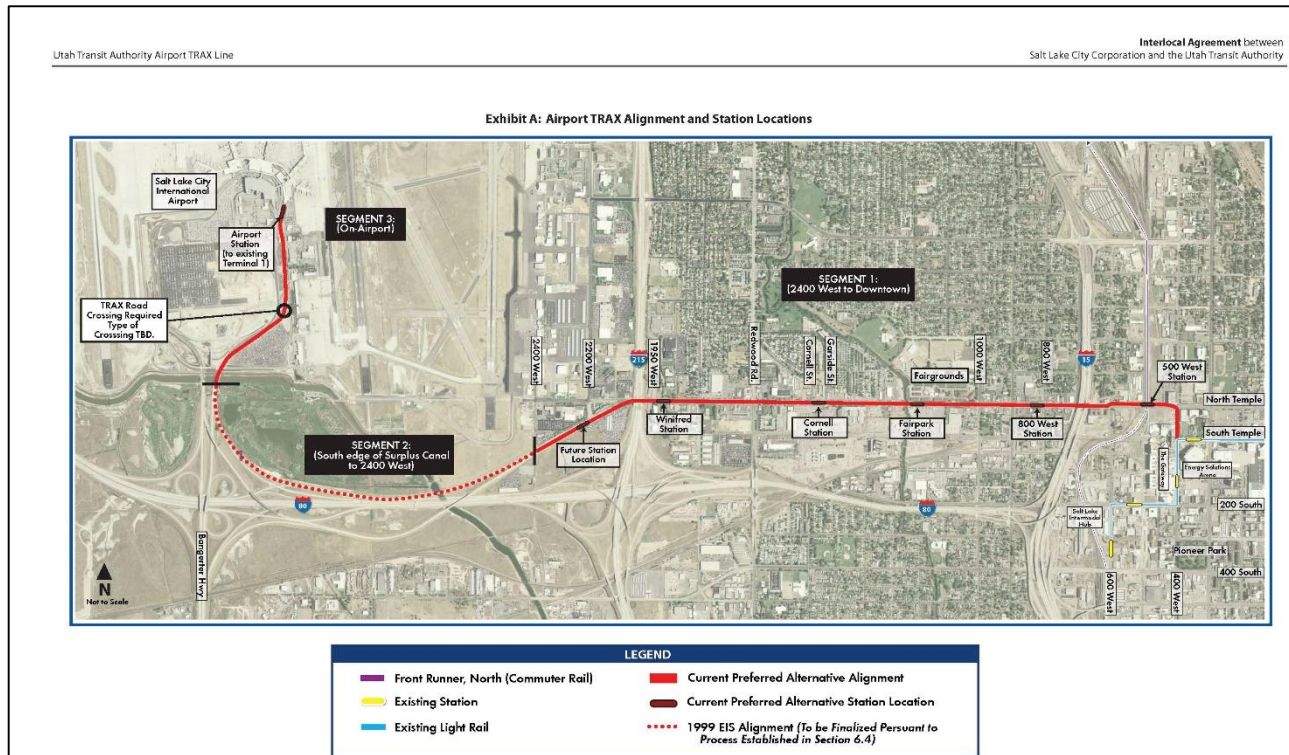 Utah Transit Authority Airport TRAX Line
Interlocal Agreement between
Salt Lake City Corporation and the Utah Transit Authority
Exhibit A: Airport TRAX Alignment and Station Locations
Salt Lake City
International
Airport
Airport
Station
(to existing
Terminal 1)
SEGMENT 3:
(On-Airport)
TRAX Road
Crossing Required
Type of
Crosssing TBD.
SEGMENT 1:
(2400 West to Downtown)
2400 West
2200 West
215
1950 West
Redwood Rd.
Cornell St.
Garside St.
Fairgrounds
1000 West
800 West
15
500 West
Station
North Temple
Winifred
Station
Cornell
Station
Fairpark
Station
800 West
Station
South Temple
Future Station
Location
SEGMENT 2:
(South edge of Surplus Canal
to 2400 West)
The Gateway
Energy Solutions
Arena
80
80
Salt Lake
Intermodal
Hub
200 South
Pioneer Park
400 South
Bangerter Hwy.
600 West
400 West
N
Not to Scale
LEGEND
Front Runner, North (Commuter Rail)
Existing Station
Existing Light Rail
Current Preferred Alternative Alignment
Current Preferred Alternative Station Location
1999 EIS Alignment (To be Finalized Persuant to
Process Established in Section 6.4)